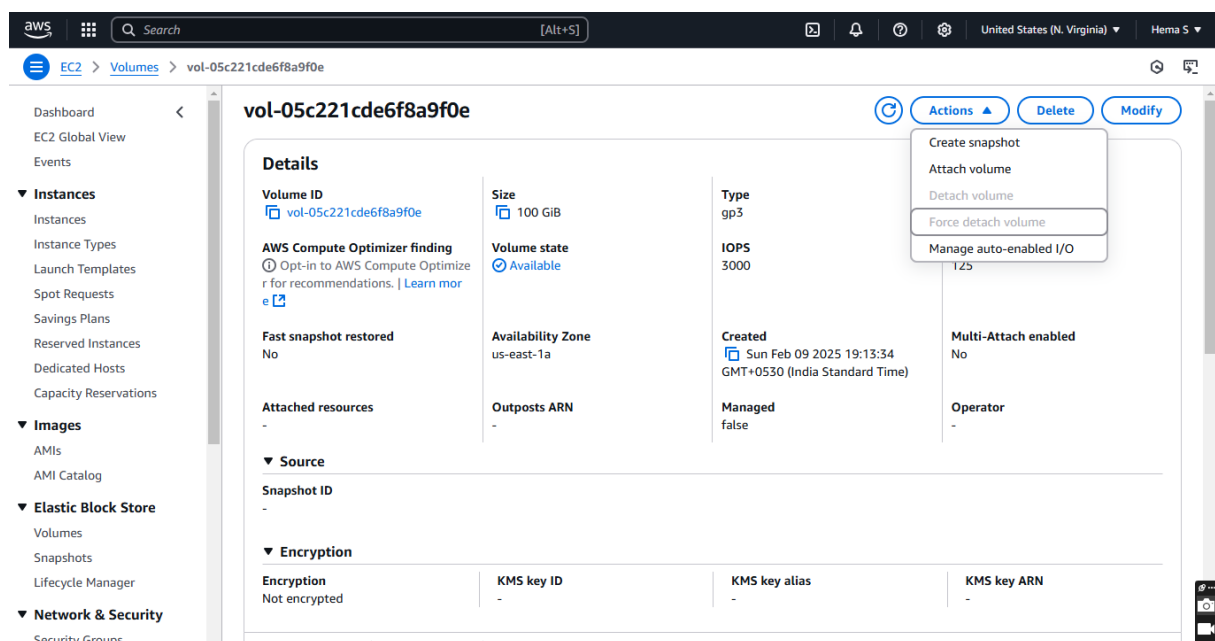 aws
Search [Alt+S]
United States (N. Virginia) ▼ Hema S ▼
EC2 > Volumes > vol-05c221cde6f8a9f0e
Dashboard
EC2 Global View
Events
▼ Instances
Instances
Instance Types
Launch Templates
Spot Requests
Savings Plans
Reserved Instances
Dedicated Hosts
Capacity Reservations
▼ Images
AMIs
AMI Catalog
▼ Elastic Block Store
Volumes
Snapshots
Lifecycle Manager
▼ Network & Security
Security Groups
vol-05c221cde6f8a9f0e
Actions ▲ Delete Modify
Create snapshot
Attach volume
Detach volume
Force detach volume
Manage auto-enabled I/O
Details
Volume ID
vol-05c221cde6f8a9f0e
Size
100 GiB
Type
gp3
AWS Compute Optimizer finding
Opt-in to AWS Compute Optimize
r for recommendations. | Learn mor
e
Volume state
Available
IOPS
3000
125
Fast snapshot restored
No
Availability Zone
us-east-1a
Created
Sun Feb 09 2025 19:13:34
GMT+0530 (India Standard Time)
Multi-Attach enabled
No
Attached resources
-
Outposts ARN
-
Managed
false
Operator
-
▼ Source
Snapshot ID
-
▼ Encryption
Encryption
Not encrypted
KMS key ID
-
KMS key alias
-
KMS key ARN
-